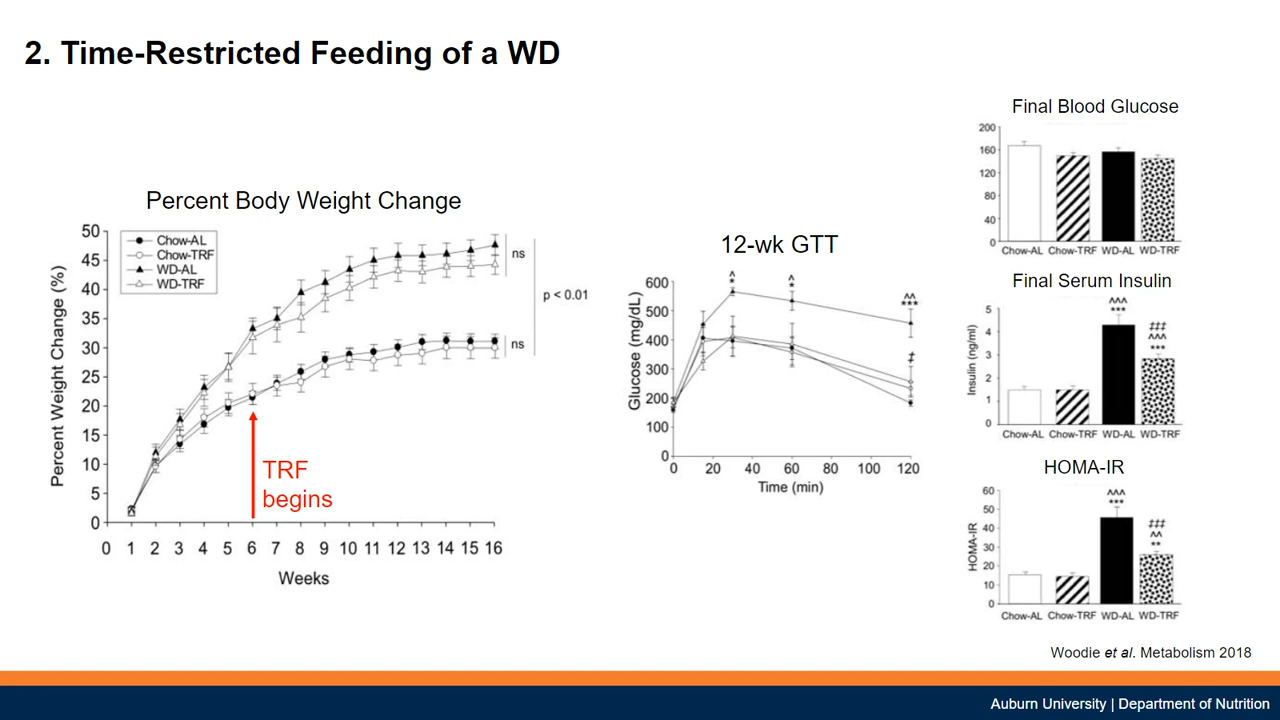 2. Time-Restricted Feeding of a WD
Percent Body Weight Change
Percent Weight Change (%)
50
45
40
35
30
25
20
15
10
5
0
Chow-AL
Chow-TRF
WD-AL
WD-TRF
ns
p < 0.01
ns
TRF
begins
0 1 2 3 4 5 6 7 8 9 10 11 12 13 14 15 16
Weeks
12-wk GTT
Glucose (mg/dL)
600
500
400
300
200
100
0
^
*
^
*
^^
***
‡
0 20 40 60 80 100 120
Time (min)
Final Blood Glucose
200
160
120
80
40
0
Chow-AL Chow-TRF WD-AL WD-TRF
Final Serum Insulin
Insulin (ng/ml)
5
4
3
2
1
0
^^^
***
‡‡‡
^^^
***
Chow-AL Chow-TRF WD-AL WD-TRF
HOMA-IR
HOMA-IR
60
50
40
30
20
10
0
^^^
***
‡‡‡
^^
**
Chow-AL Chow-TRF WD-AL WD-TRF
Woodie et al. Metabolism 2018
Auburn University | Department of Nutrition